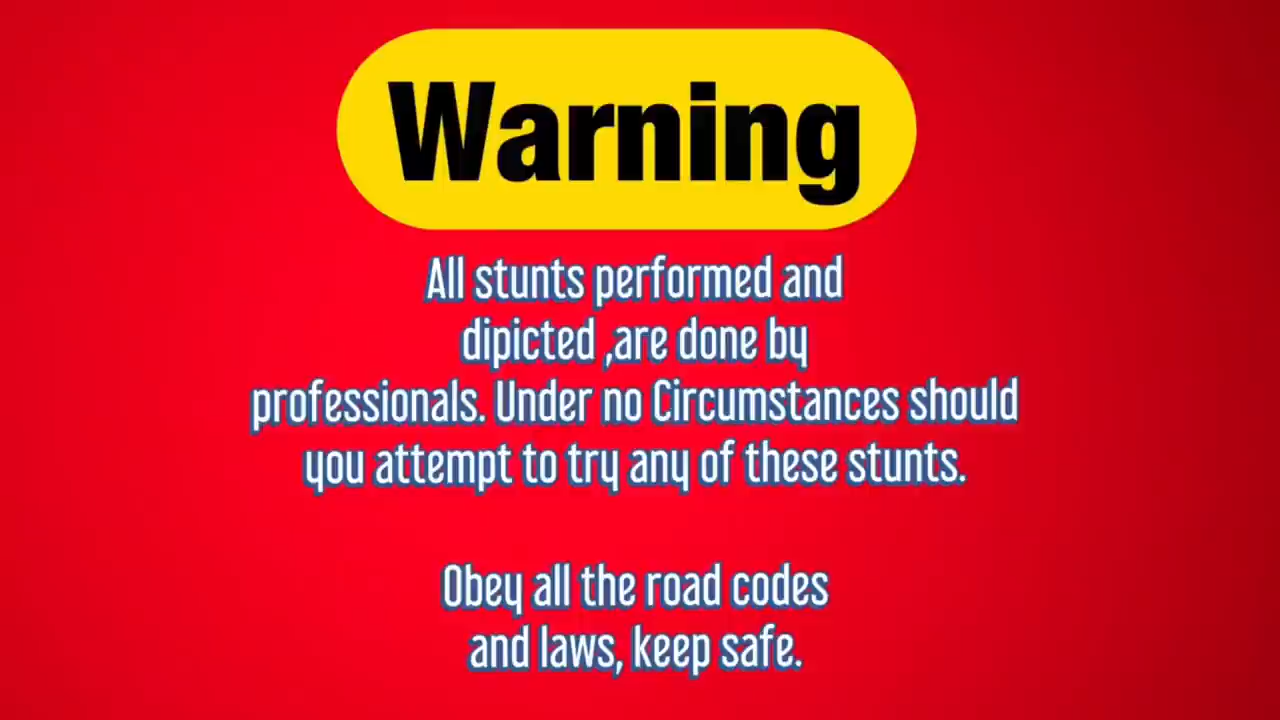 Warning
All stunts performed and
dipicted ,are done by
professionals. Under no Circumstances should
you attempt to try any of these stunts.
Obey all the road codes
and laws, keep safe.